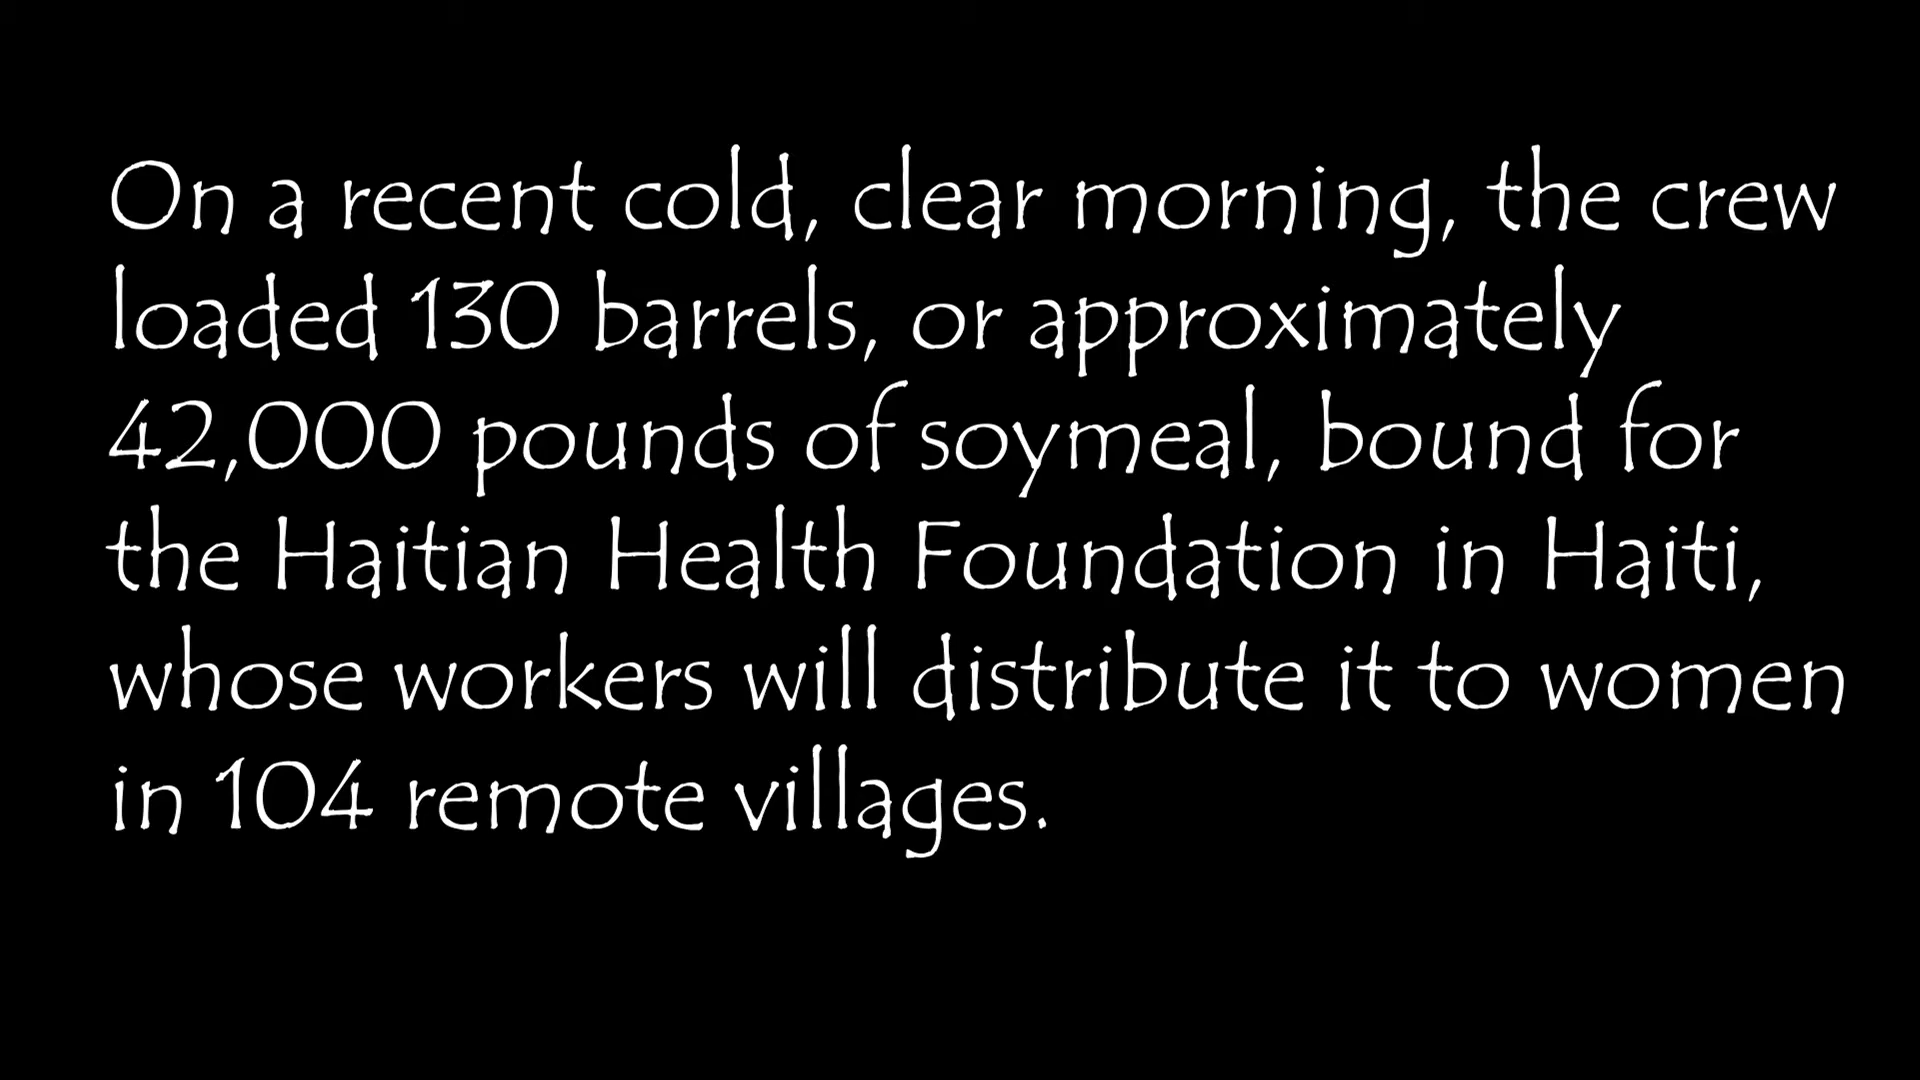 On a recent cold, clear morning, the crew
loaded 130 barrels, or approximately
42,000 pounds of soymeal, bound for
the Haitian Health Foundation in Haiti,
whose workers will distribute it to women
in 104 remote villages.